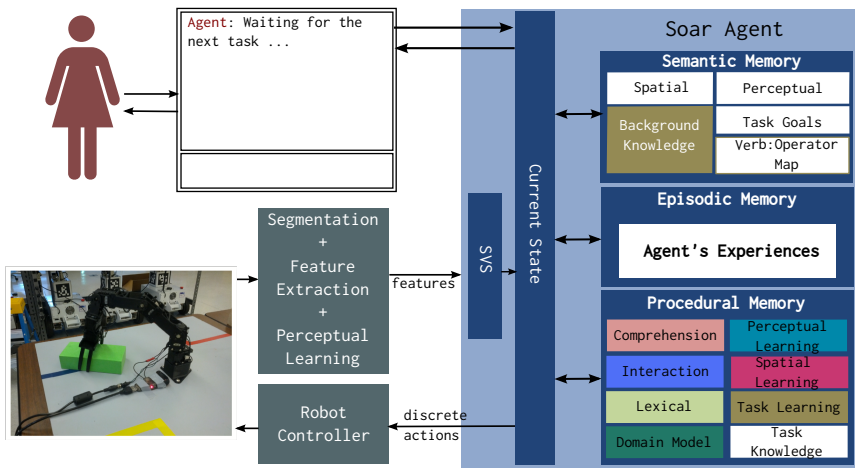 Agent: Waiting for the
next task ...
Soar Agent
Semantic Memory
Spatial
Perceptual
Background
Knowledge
Task Goals
Verb:Operator
Map
Current State
Episodic Memory
Agent's Experiences
SVS
Segmentation
+
Feature
Extraction
+
Perceptual
Learning
features
Procedural Memory
Comprehension
Perceptual
Learning
Interaction
Spatial
Learning
Lexical
Task Learning
Domain Model
Task
Knowledge
Robot
Controller
discrete
actions